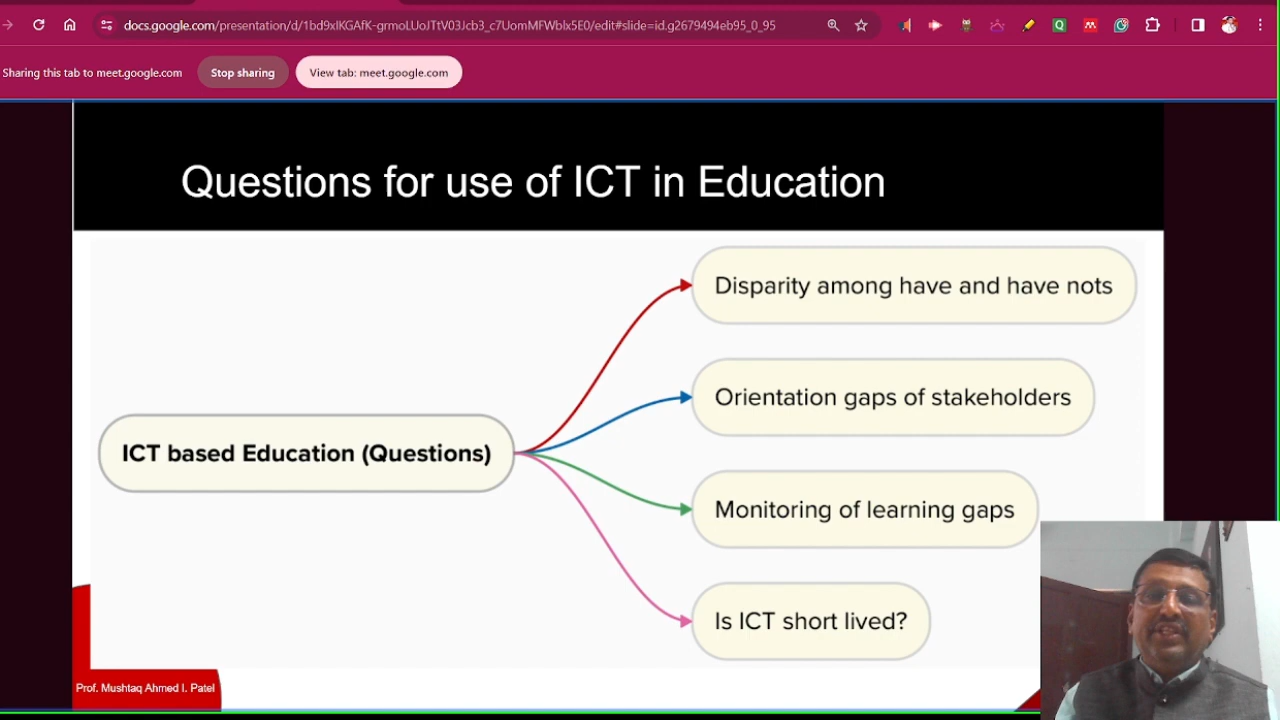 docs.google.com/presentation/d/1bd9xlKGAfK-grmoLUoJTtV03Jcb3_c7UomMFWblx5E0/edit#slide=id.g2679494eb95_0_95
Sharing this tab to meet.google.com
Stop sharing
View tab: meet.google.com
Questions for use of ICT in Education
Disparity among have and have nots
Orientation gaps of stakeholders
ICT based Education (Questions)
Monitoring of learning gaps
Is ICT short lived?
Prof. Mushtaq Ahmed I. Patel